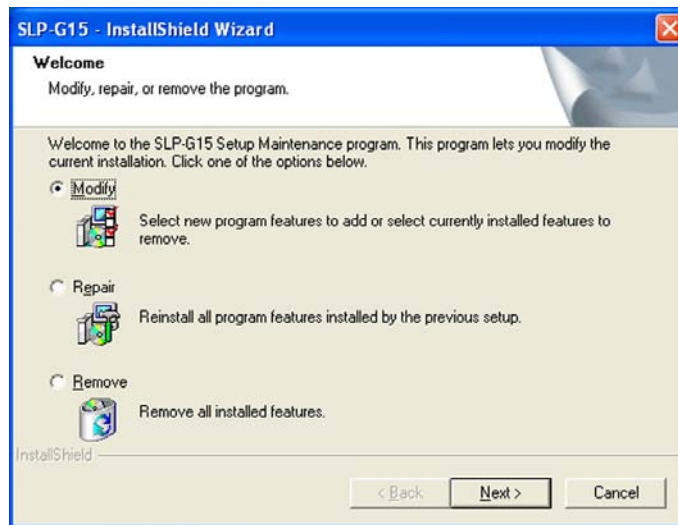 SLP-G15 - InstallShield Wizard
Welcome
Modify, repair, or remove the program.
Welcome to the SLP-G15 Setup Maintenance program. This program lets you modify the
current installation. Click one of the options below.
Modify
Select new program features to add or select currently installed features to
remove.
Repair
Reinstall all program features installed by the previous setup.
Remove
Remove all installed features.
InstallShield
< Back
Next >
Cancel